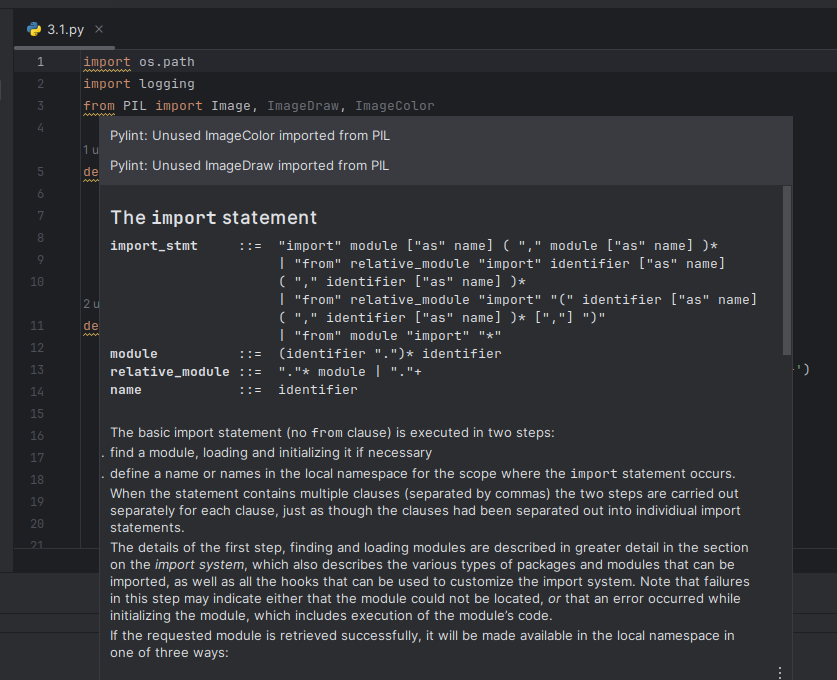 3.1.py
1 import os.path
2 import logging
3 from PIL import Image, ImageDraw, ImageColor
4
Pylint: Unused ImageColor imported from PIL
1 u
Pylint: Unused ImageDraw imported from PIL
5 de
6
The import statement
7
8 import_stmt ::= "import" module ["as" name] ( "," module ["as" name] )*
9 | "from" relative_module "import" identifier ["as" name]
10 ( "," identifier ["as" name] )*
2 u | "from" relative_module "import" "(" identifier ["as" name]
11 de ( "," identifier ["as" name] )* [","] ")"
| "from" module "import" "*"
12 module ::= (identifier ".")* identifier
13 relative_module ::= "."* module | "."+ ')
14 name ::= identifier
15
16 The basic import statement (no from clause) is executed in two steps:
17 . find a module, loading and initializing it if necessary
18 . define a name or names in the local namespace for the scope where the import statement occurs.
19 When the statement contains multiple clauses (separated by commas) the two steps are carried out
20 separately for each clause, just as though the clauses had been separated out into individiual import
statements.
21 The details of the first step, finding and loading modules are described in greater detail in the section
on the import system, which also describes the various types of packages and modules that can be
imported, as well as all the hooks that can be used to customize the import system. Note that failures
in this step may indicate either that the module could not be located, or that an error occurred while
initializing the module, which includes execution of the module’s code.
If the requested module is retrieved successfully, it will be made available in the local namespace in
one of three ways: